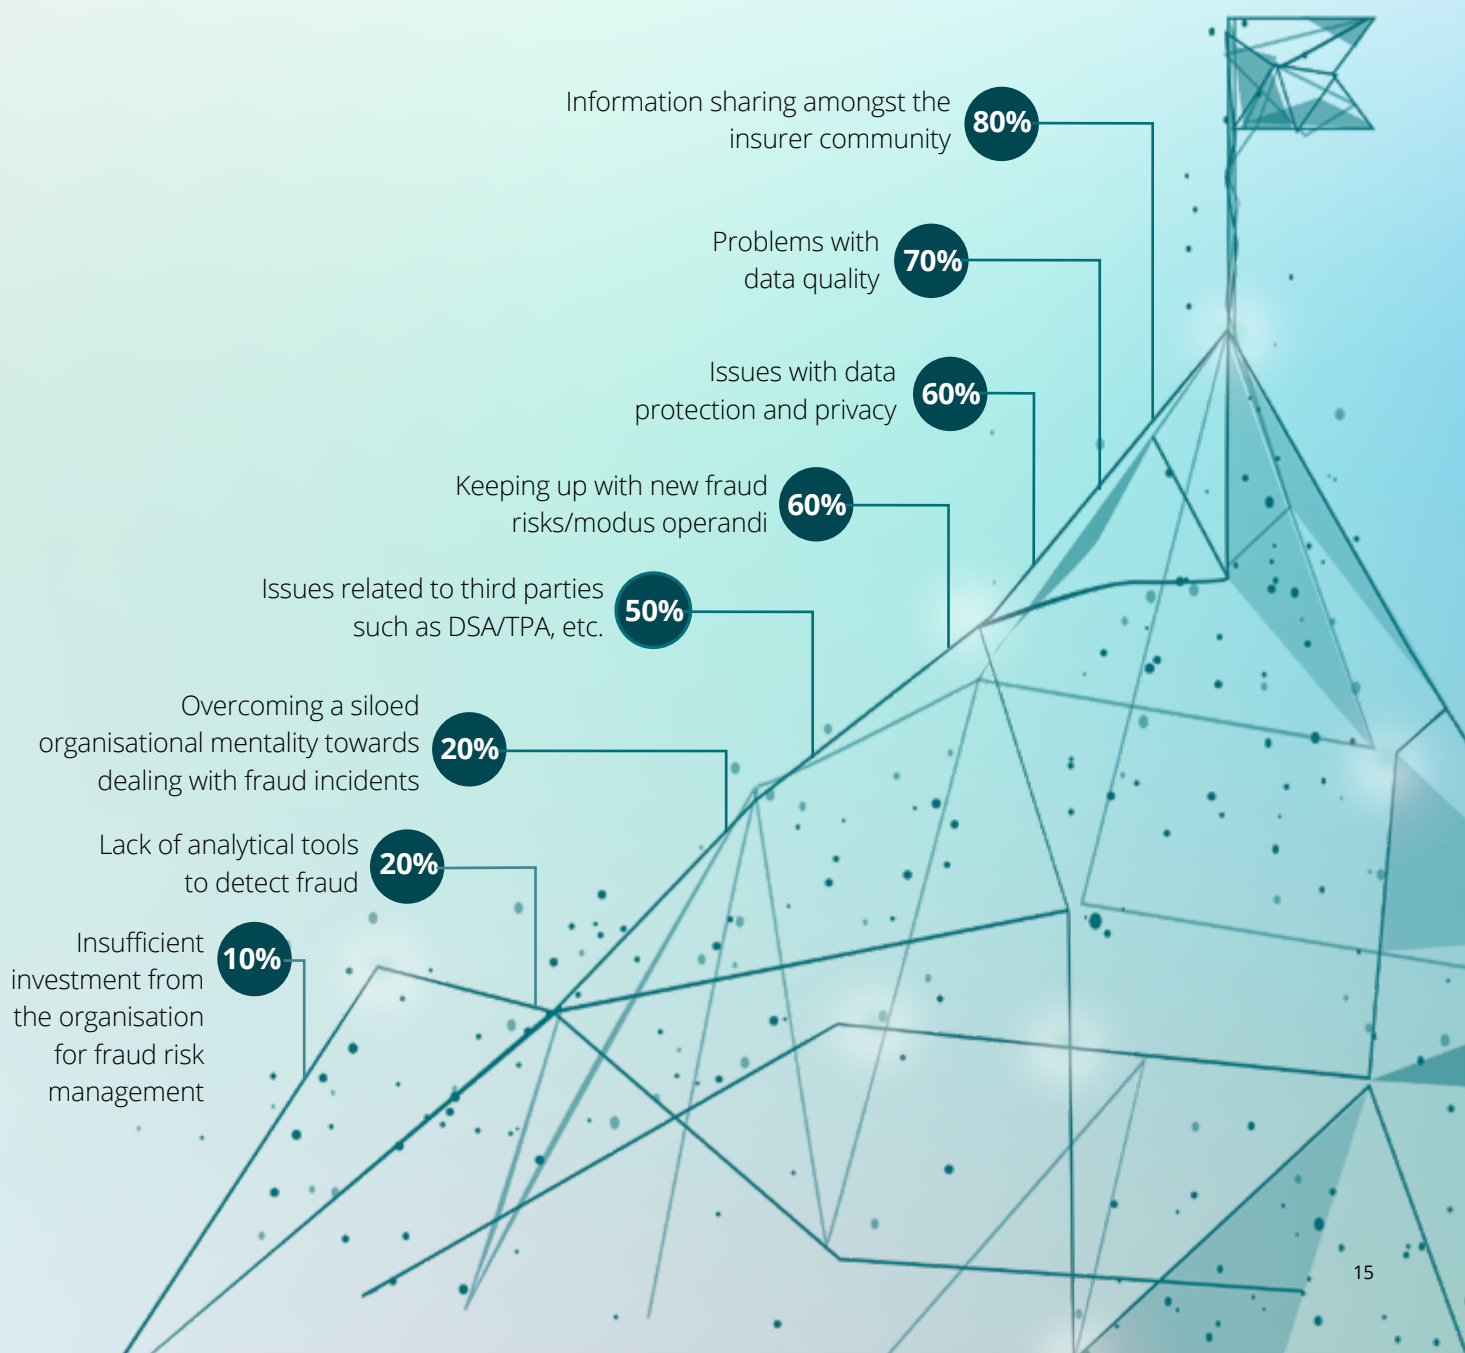 Information sharing amongst the
insurer community
80%
Problems with
data quality
70%
Issues with data
protection and privacy
60%
Keeping up with new fraud
risks/modus operandi
60%
Issues related to third parties
such as DSA/TPA, etc.
50%
Overcoming a siloed
organisational mentality towards
dealing with fraud incidents
20%
Lack of analytical tools
to detect fraud
20%
Insufficient
investment from
the organisation
for fraud risk
management
10%
15